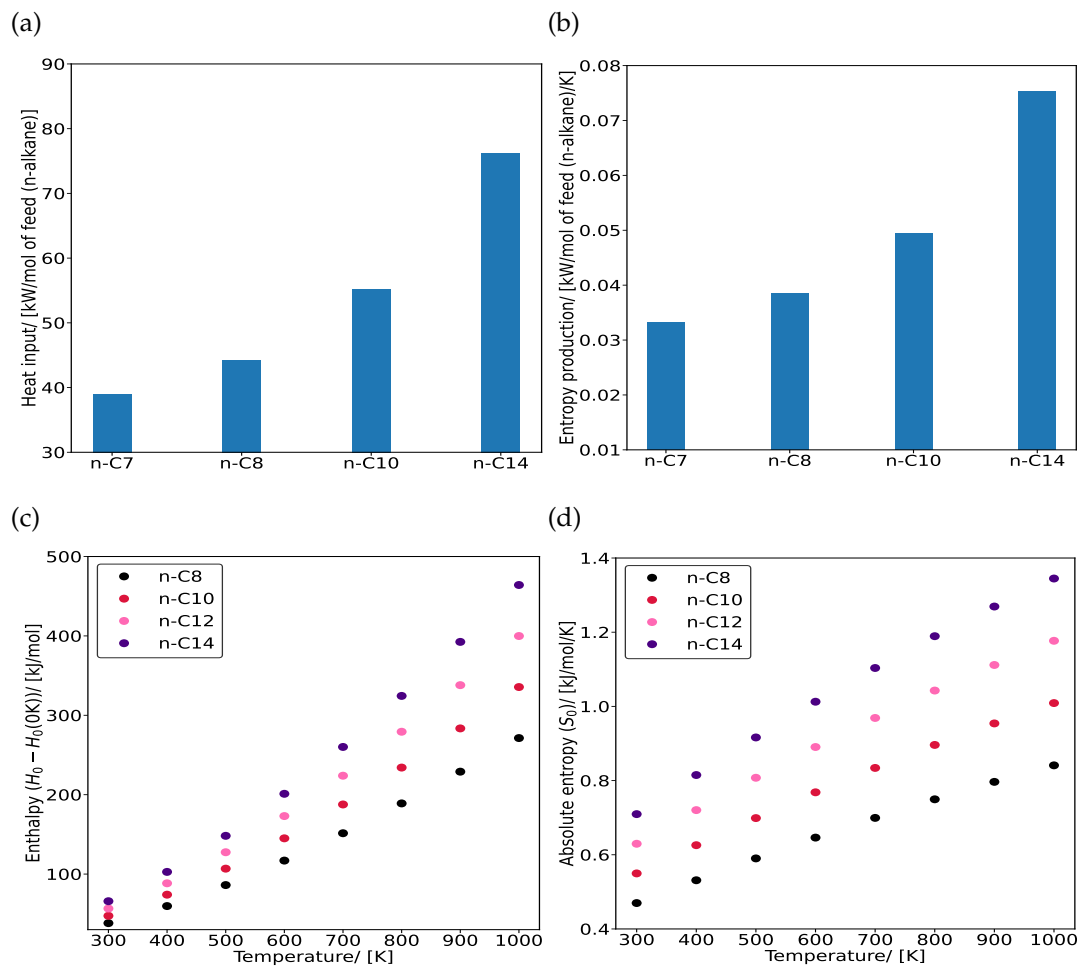 (a)
90
80
70
60
50
40
30
Heat input/ [kW/mol of feed (n-alkane)]
n-C7 n-C8 n-C10 n-C14
(b)
0.08
0.07
0.06
0.05
0.04
0.03
0.02
0.01
Entropy production/ [kW/mol of feed (n-alkane)/K]
n-C7 n-C8 n-C10 n-C14
(c)
500
400
300
200
100
Enthalpy (H₀ − H₀(0K))/ [kJ/mol]
n-C8
n-C10
n-C12
n-C14
300 400 500 600 700 800 900 1000
Temperature/ [K]
(d)
1.4
1.2
1.0
0.8
0.6
0.4
Absolute entropy (S₀)/ [kJ/mol/K]
n-C8
n-C10
n-C12
n-C14
300 400 500 600 700 800 900 1000
Temperature/ [K]